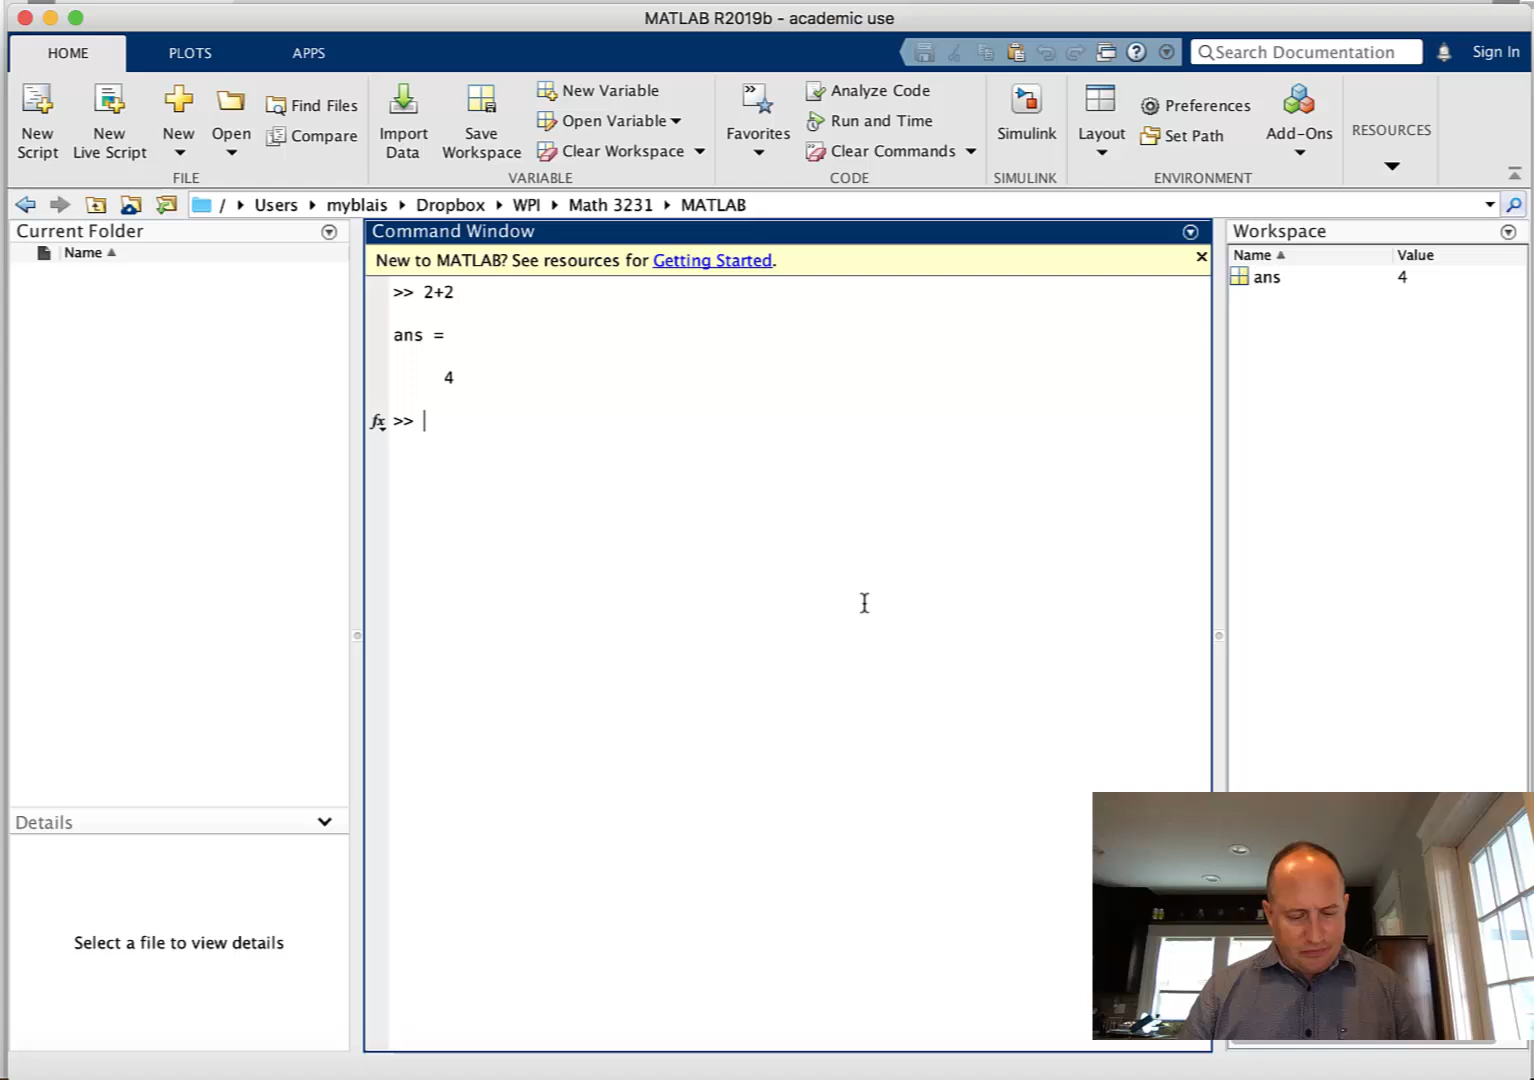 MATLAB R2019b - academic use
HOME PLOTS APPS
Search Documentation
Sign In
New Script
New Live Script
New
Open
Find Files
Compare
FILE
Import Data
Save Workspace
New Variable
Open Variable
Clear Workspace
VARIABLE
Favorites
Analyze Code
Run and Time
Clear Commands
CODE
Simulink
SIMULINK
Layout
Preferences
Set Path
Add-Ons
ENVIRONMENT
RESOURCES
/ ▸ Users ▸ myblais ▸ Dropbox ▸ WPI ▸ Math 3231 ▸ MATLAB
Current Folder
Name
Details
Select a file to view details
Command Window
New to MATLAB? See resources for Getting Started.
>> 2+2
ans =
4
fx >>
Workspace
Name Value
ans 4